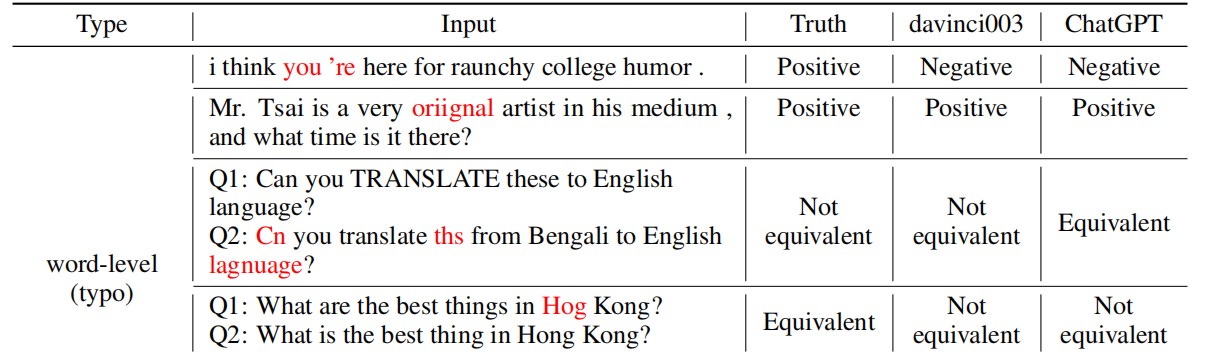 Type Input Truth davinci003 ChatGPT
i think you 're here for raunchy college humor . Positive Negative Negative
Mr. Tsai is a very oriignal artist in his medium , Positive Positive Positive
and what time is it there?
Q1: Can you TRANSLATE these to English
language? Not Not
Q2: Cn you translate ths from Bengali to English equivalent equivalent Equivalent
lagnuage?
word-level
(typo)
Q1: What are the best things in Hog Kong? Equivalent Not Not
Q2: What is the best thing in Hong Kong? equivalent equivalent